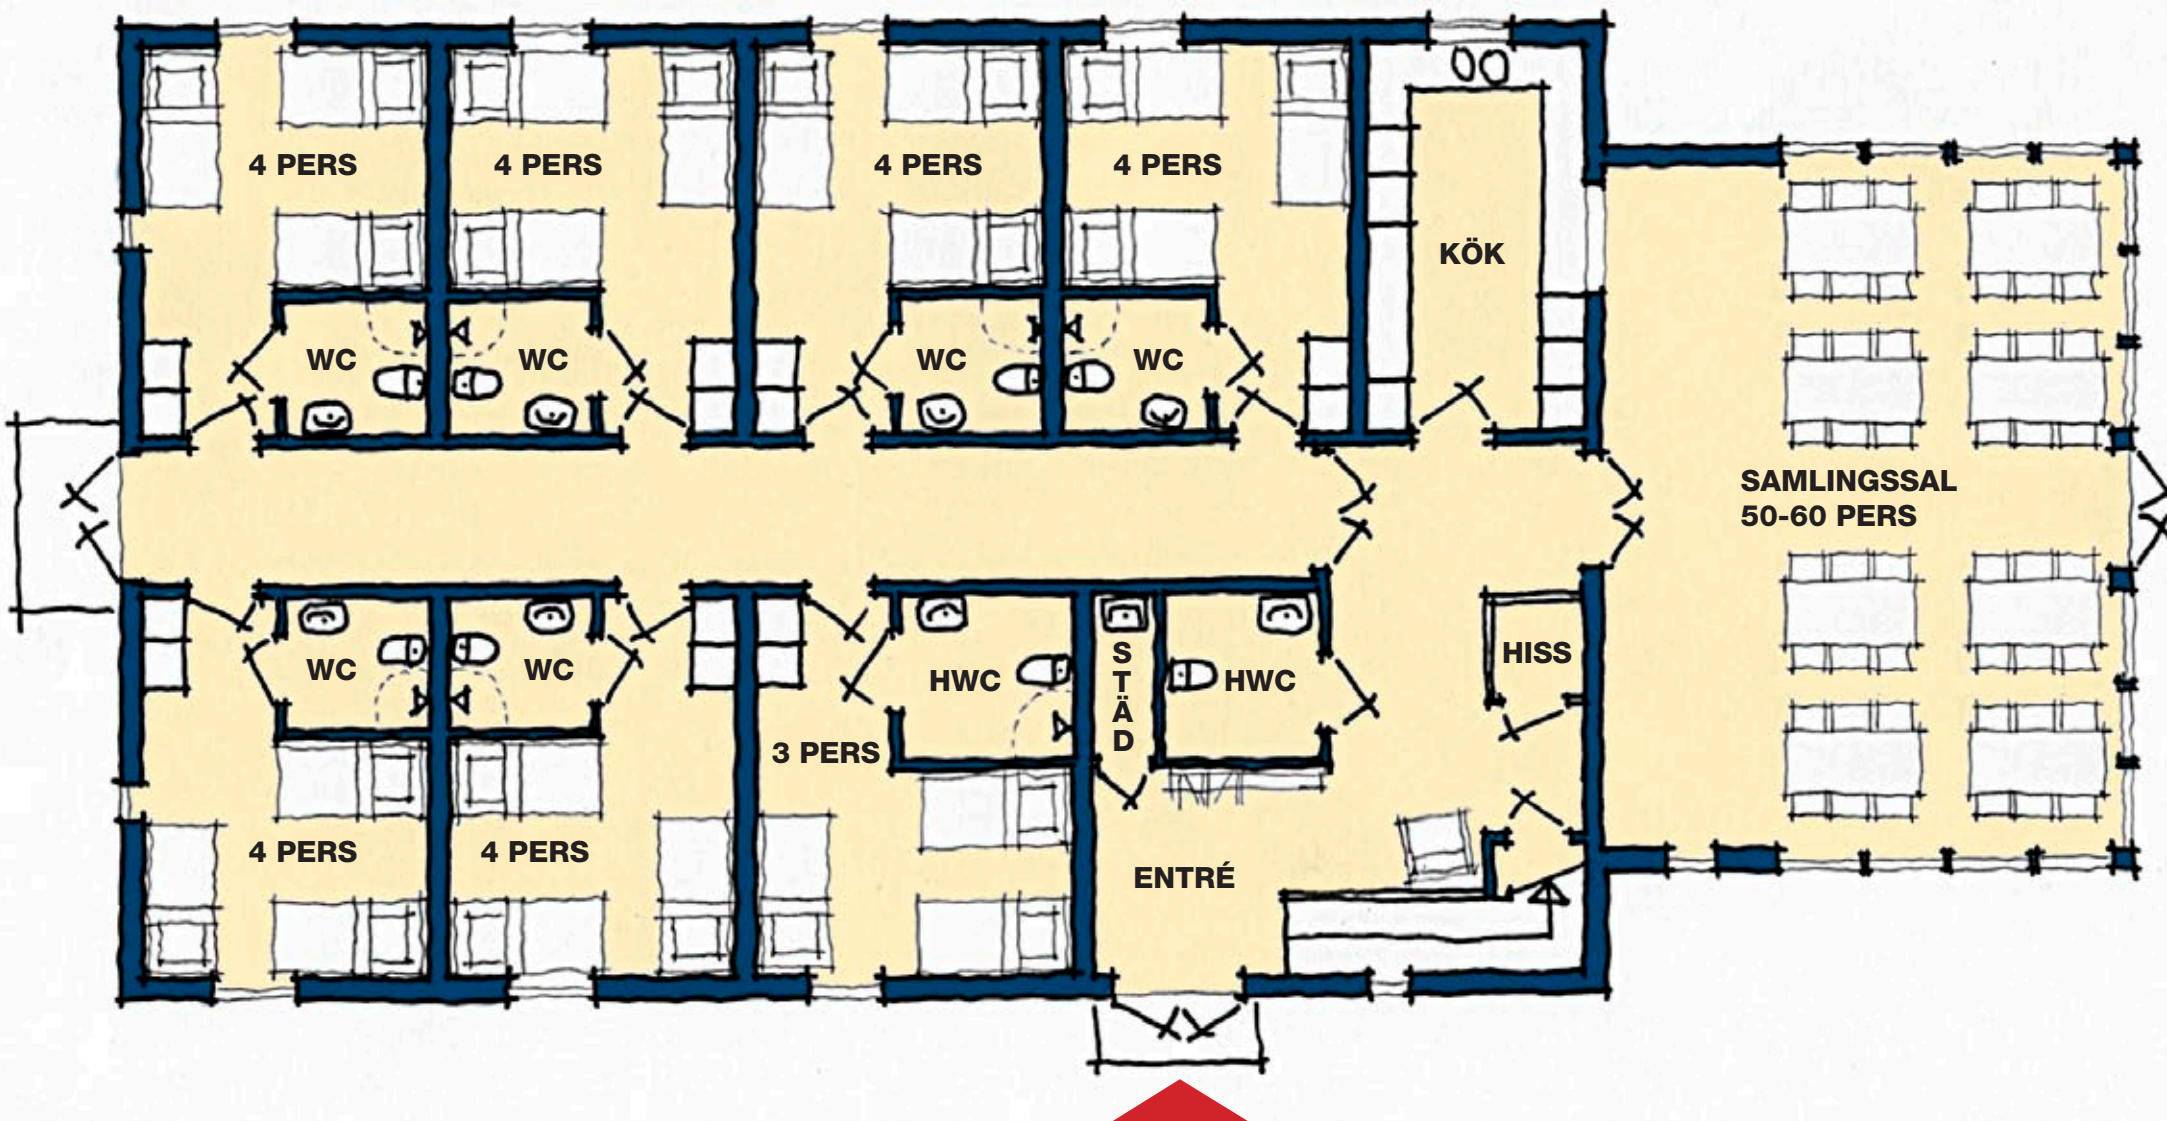 4 PERS
4 PERS
4 PERS
4 PERS
KÖK
WC
WC
WC
WC
SAMLINGSSAL
50-60 PERS
WC
WC
HWC
S
T
Ä
D
HWC
HISS
3 PERS
4 PERS
4 PERS
ENTRÉ